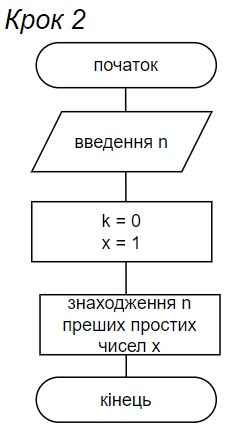 Крок 2
початок
введення n
k = 0
x = 1
знаходження n
преших простих
чисел x
кінець